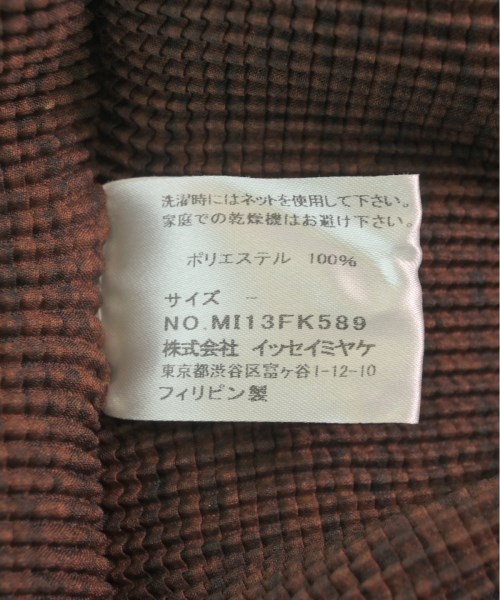 洗濯時にはネットを使用して下さい。
家庭での乾燥機はお避け下さい。
ポリエステル 100%
サイズ -
NO.MI13FK589
株式会社 イッセイミヤケ
東京都渋谷区富ヶ谷1-12-10
フィリピン製